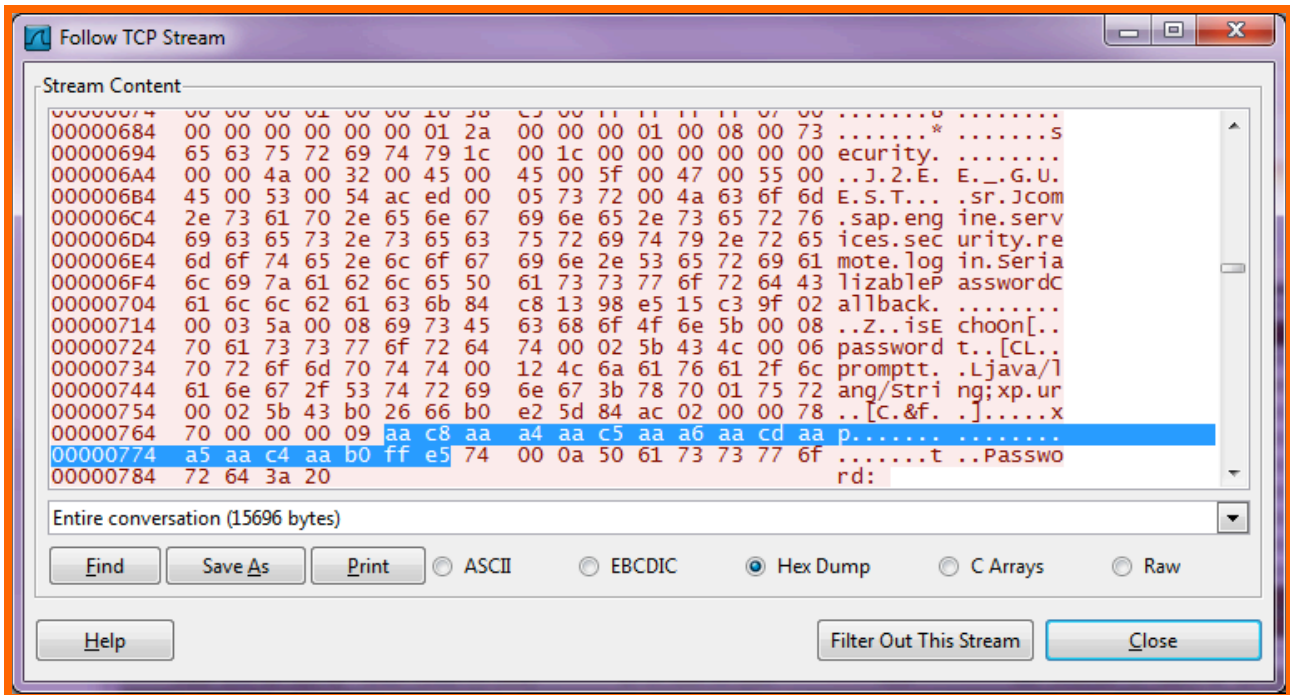 Follow TCP Stream
Stream Content
00000684 00 00 00 00 00 00 01 2a 00 00 00 01 00 08 00 73 .......* .......s
00000694 65 63 75 72 69 74 79 1c 00 1c 00 00 00 00 00 00 ecurity. ........
000006A4 00 00 4a 00 32 00 45 00 45 00 5f 00 47 00 55 00 ..J.2.E. E._.G.U.
000006B4 45 00 53 00 54 ac ed 00 05 73 72 00 4a 63 6f 6d E.S.T... .sr.Jcom
000006C4 2e 73 61 70 2e 65 6e 67 69 6e 65 2e 73 65 72 76 .sap.eng ine.serv
000006D4 69 63 65 73 2e 73 65 63 75 72 69 74 79 2e 72 65 ices.sec urity.re
000006E4 6d 6f 74 65 2e 6c 6f 67 69 6e 2e 53 65 72 69 61 mote.log in.Seria
000006F4 6c 69 7a 61 62 6c 65 50 61 73 73 77 6f 72 64 43 lizableP asswordC
00000704 61 6c 6c 62 61 63 6b 84 c8 13 98 e5 15 c3 9f 02 allback. ........
00000714 00 03 5a 00 08 69 73 45 63 68 6f 4f 6e 5b 00 08 ..Z..isE choOn[..
00000724 70 61 73 73 77 6f 72 64 74 00 02 5b 43 4c 00 06 password t..[CL..
00000734 70 72 6f 6d 70 74 74 00 12 4c 6a 61 76 61 2f 6c promptt. .Ljava/l
00000744 61 6e 67 2f 53 74 72 69 6e 67 3b 78 70 01 75 72 ang/Stri ng;xp.ur
00000754 00 02 5b 43 b0 26 66 b0 e2 5d 84 ac 02 00 00 78 ..[C.&f. .].....x
00000764 70 00 00 00 09 aa c8 aa a4 aa c5 aa a6 aa cd aa p....... ........
00000774 a5 aa c4 aa b0 ff e5 74 00 0a 50 61 73 73 77 6f .......t ..Passwo
00000784 72 64 3a 20 rd:
Entire conversation (15696 bytes)
Find Save As Print ASCII EBCDIC Hex Dump C Arrays Raw
Help Filter Out This Stream Close